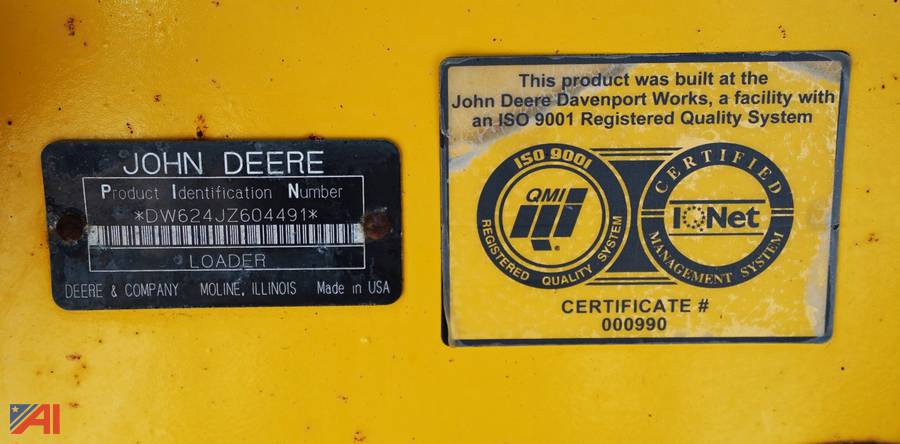 JOHN DEERE
Product Identification Number
*DW624JZ604491*
LOADER
DEERE & COMPANY MOLINE, ILLINOIS Made in USA
This product was built at the
John Deere Davenport Works, a facility with
an ISO 9001 Registered Quality System
ISO 9001
QMI
REGISTERED QUALITY SYSTEM
CERTIFIED
IQNet
MANAGEMENT SYSTEM
CERTIFICATE #
000990
AI